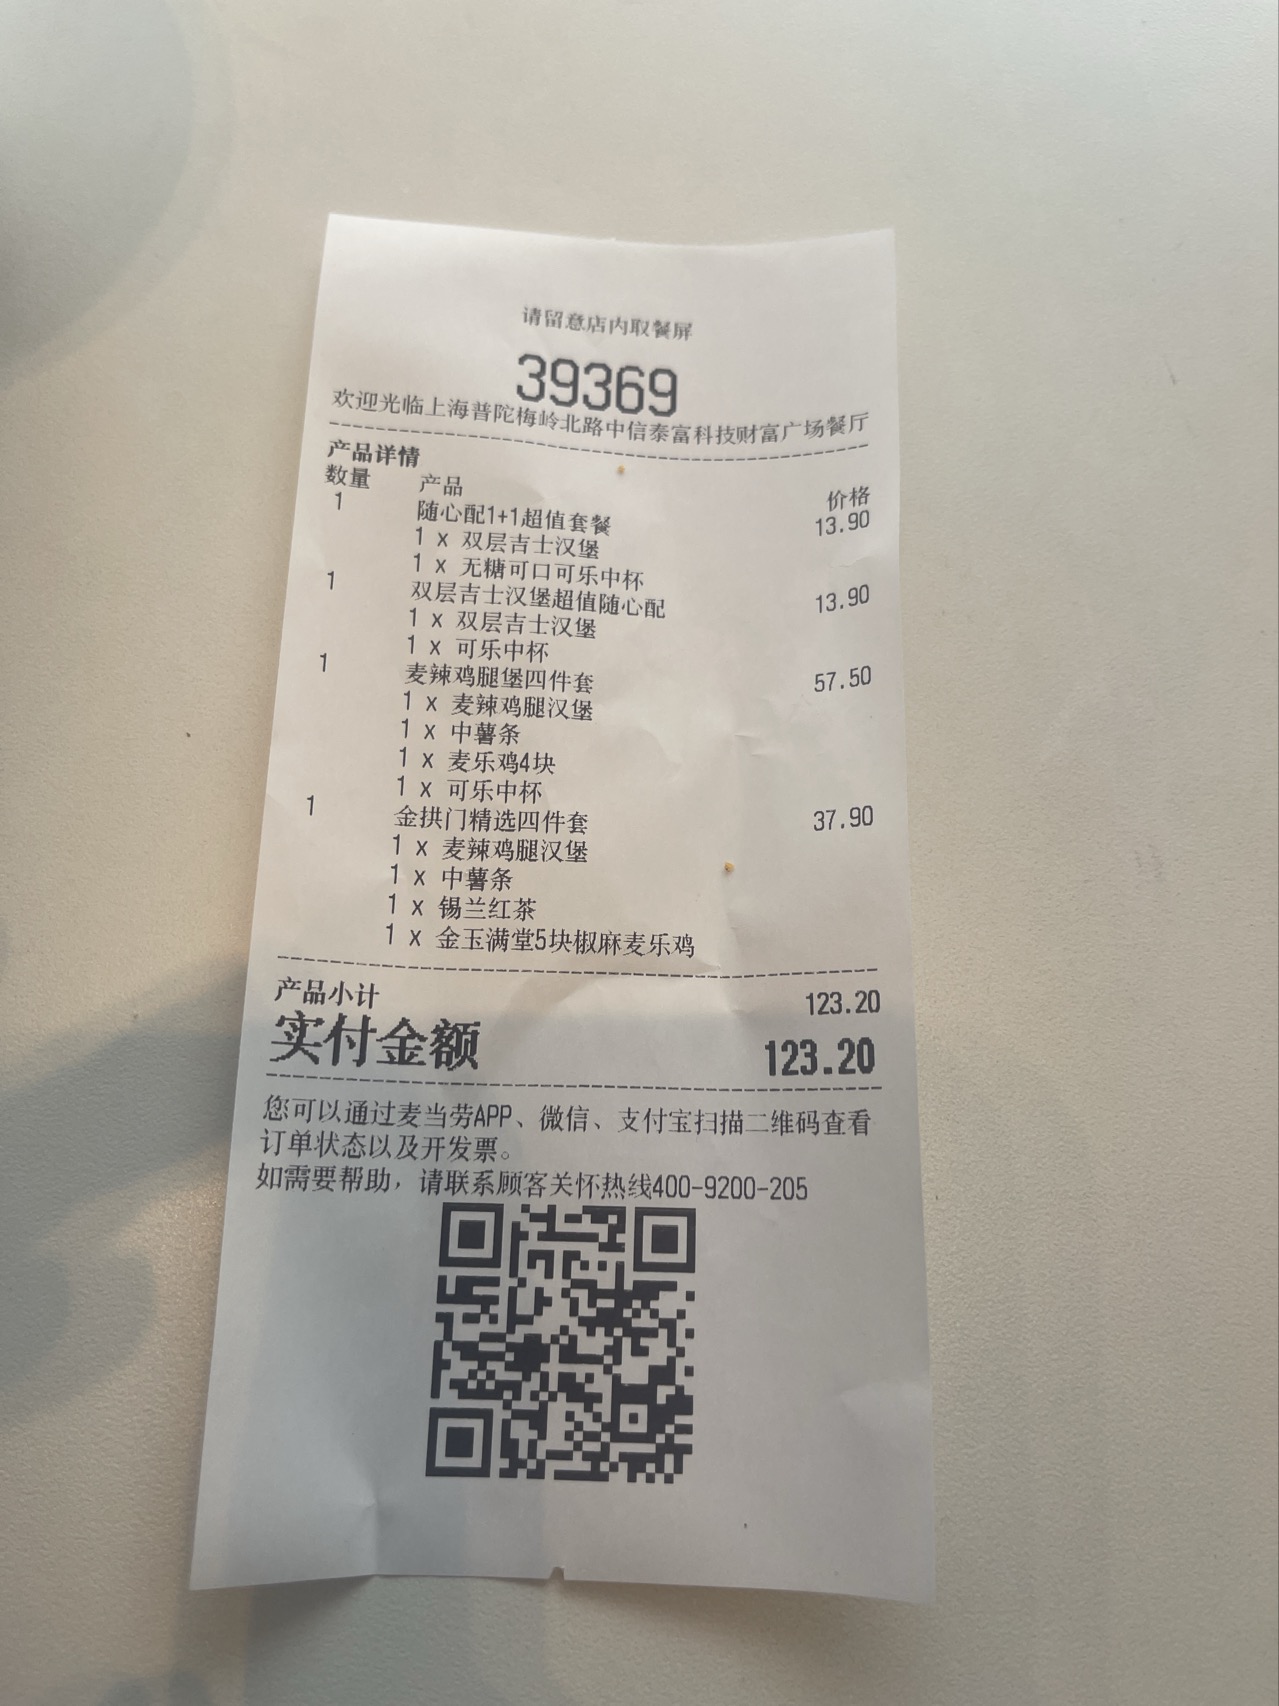 请留意店内取餐屏
39369
欢迎光临上海普陀梅岭北路中信泰富科技财富广场餐厅
产品详情
数量 产品 价格
1 随心配1+1超值套餐 13.90
1 x 双层吉士汉堡
1 x 无糖可口可乐中杯
1 双层吉士汉堡超值随心配 13.90
1 x 双层吉士汉堡
1 x 可乐中杯
1 麦辣鸡腿堡四件套 57.50
1 x 麦辣鸡腿汉堡
1 x 中薯条
1 x 麦乐鸡4块
1 x 可乐中杯
1 金拱门精选四件套 37.90
1 x 麦辣鸡腿汉堡
1 x 中薯条
1 x 锡兰红茶
1 x 金玉满堂5块椒麻麦乐鸡
产品小计 123.20
实付金额 123.20
您可以通过麦当劳APP、微信、支付宝扫描二维码查看
订单状态以及开发票。
如需要帮助，请联系顾客关怀热线400-9200-205